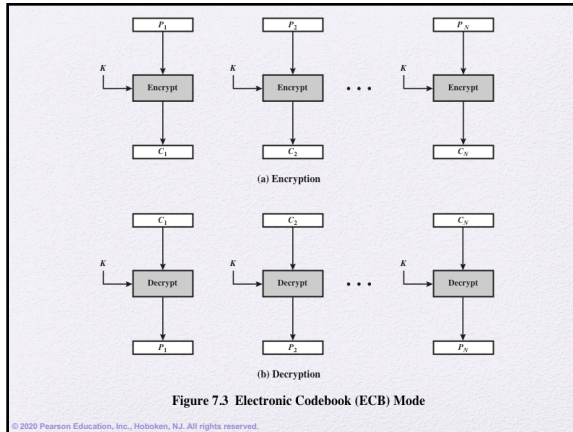 P1 P2 PN
K K K
Encrypt Encrypt • • • Encrypt
C1 C2 CN
(a) Encryption
C1 C2 CN
K K K
Decrypt Decrypt • • • Decrypt
P1 P2 PN
(b) Decryption
Figure 7.3 Electronic Codebook (ECB) Mode
© 2020 Pearson Education, Inc., Hoboken, NJ. All rights reserved.